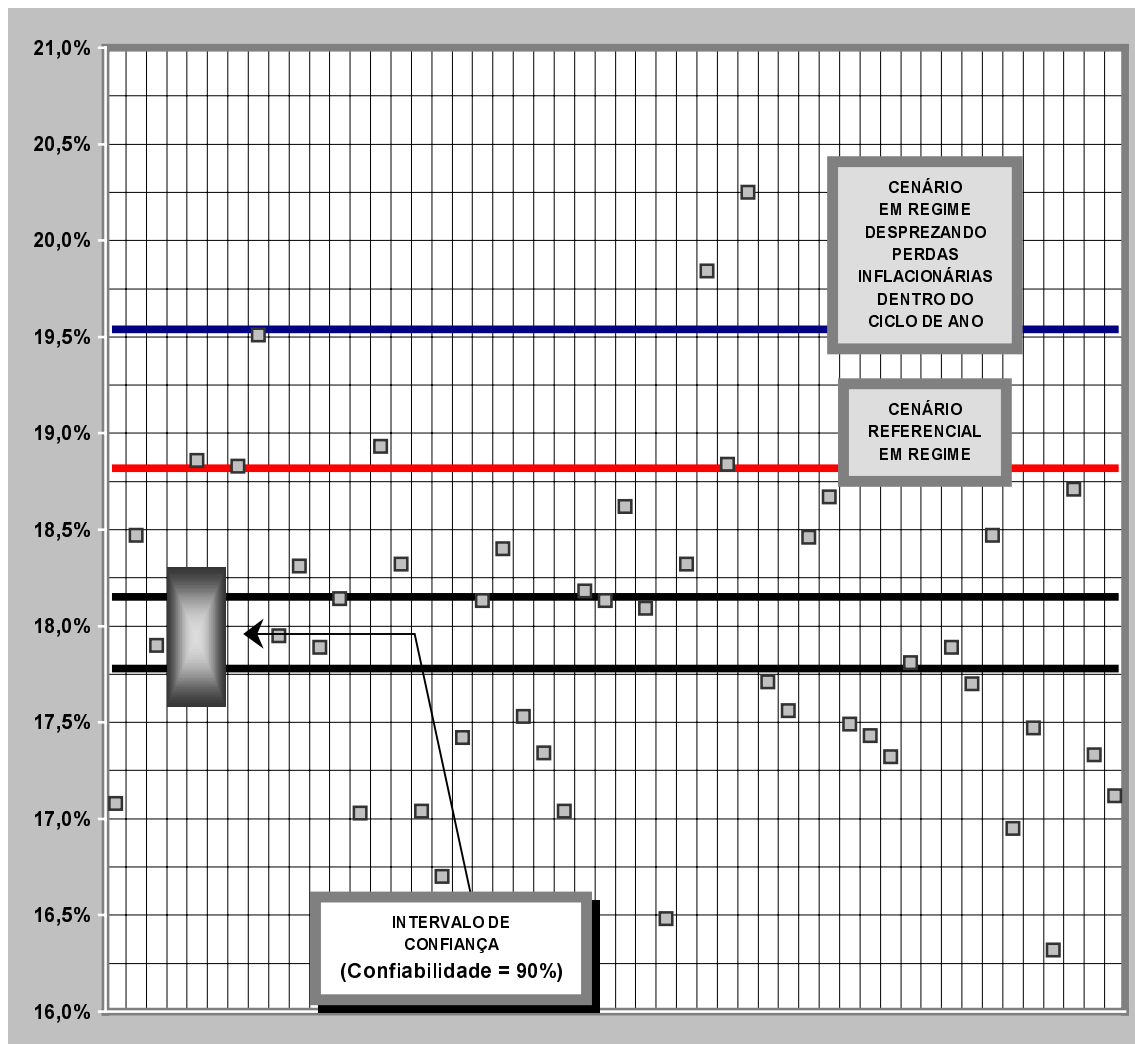 21,0%
20,5%
20,0%
19,5%
19,0%
18,5%
18,0%
17,5%
17,0%
16,5%
16,0%
CENÁRIO
EM REGIME
DESPREZANDO
PERDAS
INFLACIONÁRIAS
DENTRO DO
CICLO DE ANO
CENÁRIO
REFERENCIAL
EM REGIME
INTERVALO DE
CONFIANÇA
(Confiabilidade = 90%)